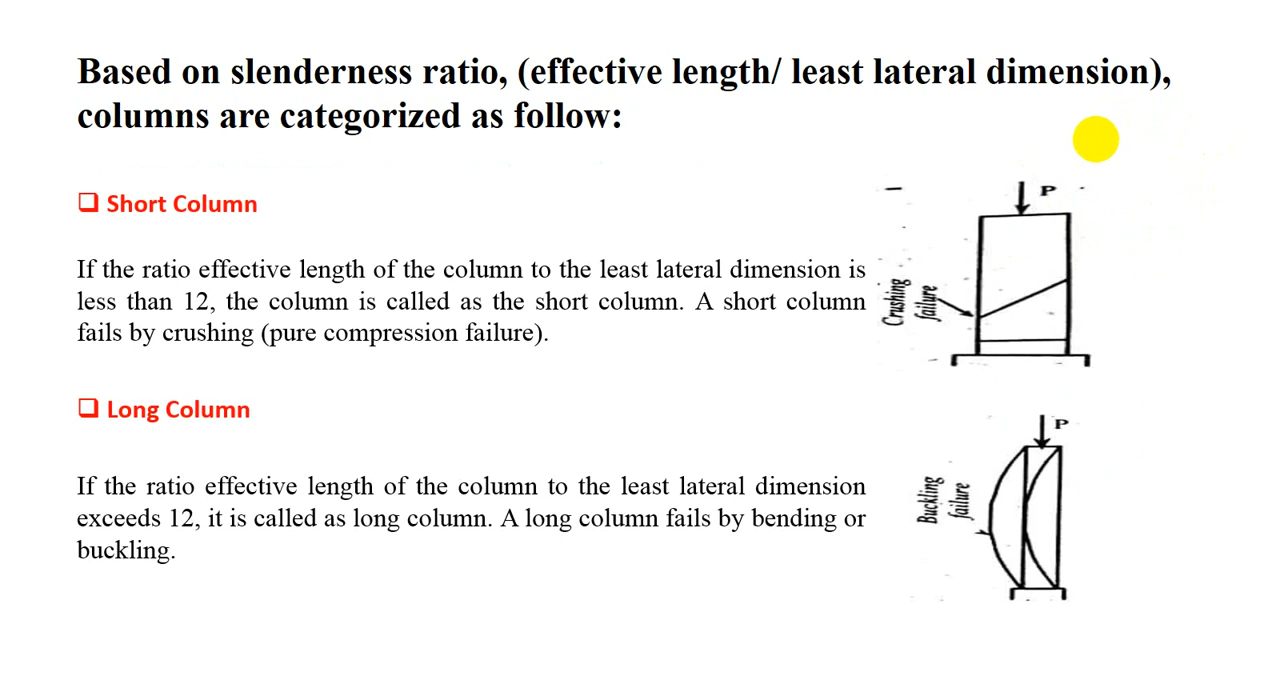 Based on slenderness ratio, (effective length/ least lateral dimension),
columns are categorized as follow:
Short Column
If the ratio effective length of the column to the least lateral dimension is
less than 12, the column is called as the short column. A short column
fails by crushing (pure compression failure).
P
Crushing
failure
Long Column
If the ratio effective length of the column to the least lateral dimension
exceeds 12, it is called as long column. A long column fails by bending or
buckling.
P
Buckling
failure